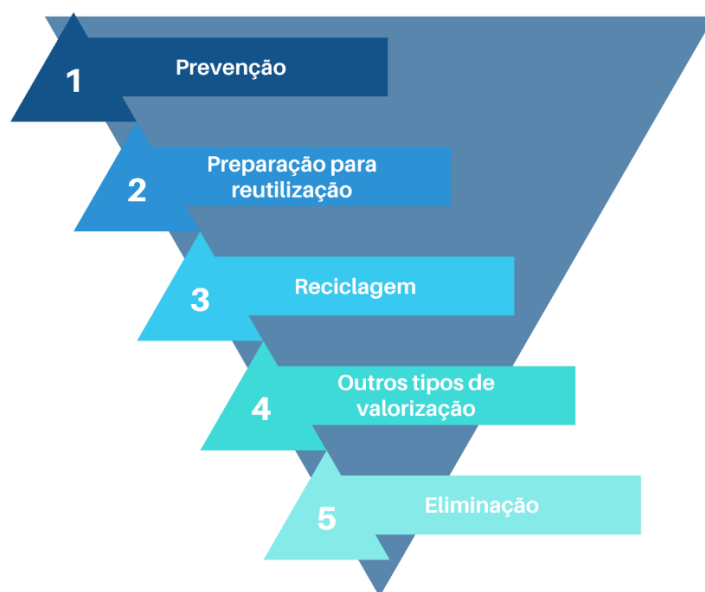 1
Prevenção
2
Preparação para
reutilização
3
Reciclagem
4
Outros tipos de
valorização
5
Eliminação